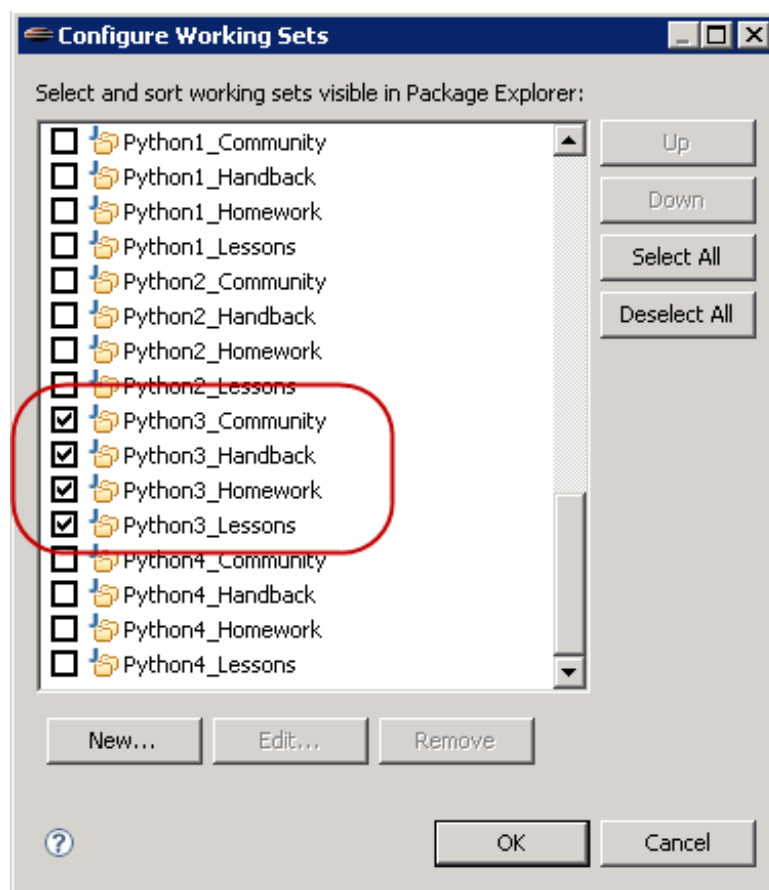 Configure Working Sets
Select and sort working sets visible in Package Explorer:
Python1_Community
Python1_Handback
Python1_Homework
Python1_Lessons
Python2_Community
Python2_Handback
Python2_Homework
Python2_Lessons
Python3_Community
Python3_Handback
Python3_Homework
Python3_Lessons
Python4_Community
Python4_Handback
Python4_Homework
Python4_Lessons
Up
Down
Select All
Deselect All
New... Edit... Remove
? OK Cancel